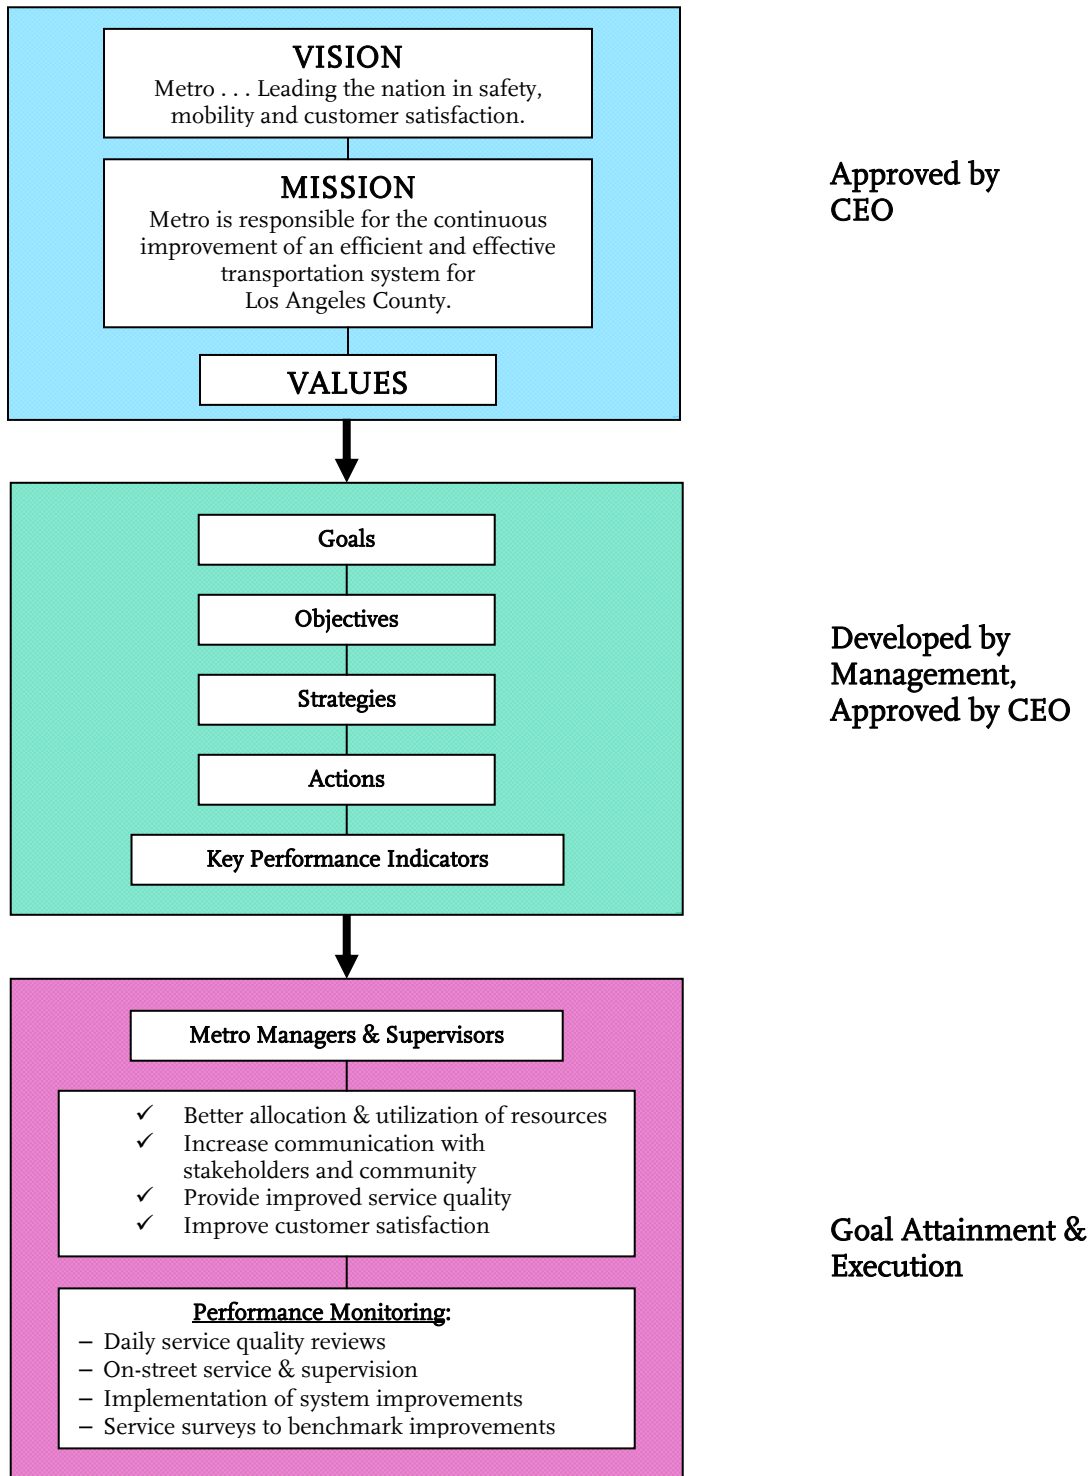 VISION
Metro . . . Leading the nation in safety,
mobility and customer satisfaction.
MISSION
Metro is responsible for the continuous
improvement of an efficient and effective
transportation system for
Los Angeles County.
VALUES
Approved by
CEO
Goals
Objectives
Strategies
Actions
Key Performance Indicators
Developed by
Management,
Approved by CEO
Metro Managers & Supervisors
✓ Better allocation & utilization of resources
✓ Increase communication with
stakeholders and community
✓ Provide improved service quality
✓ Improve customer satisfaction
Performance Monitoring:
– Daily service quality reviews
– On-street service & supervision
– Implementation of system improvements
– Service surveys to benchmark improvements
Goal Attainment &
Execution